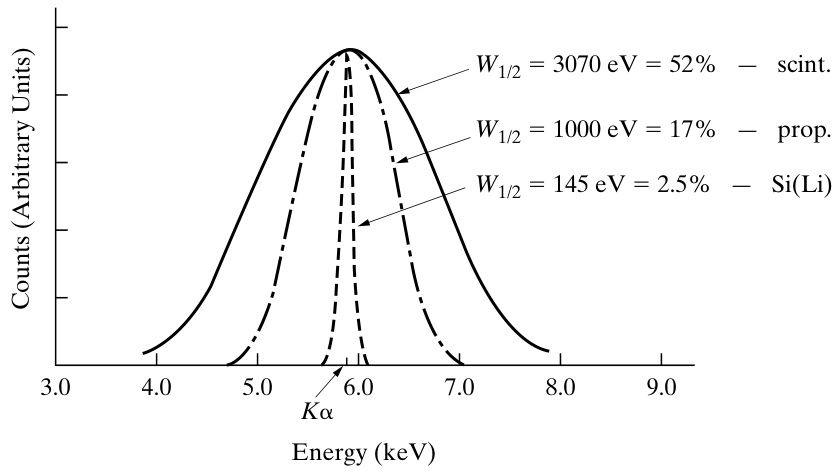 Counts (Arbitrary Units)
W1/2 = 3070 eV = 52% — scint.
W1/2 = 1000 eV = 17% — prop.
W1/2 = 145 eV = 2.5% — Si(Li)
3.0 4.0 5.0 6.0 7.0 8.0 9.0
Kα
Energy (keV)